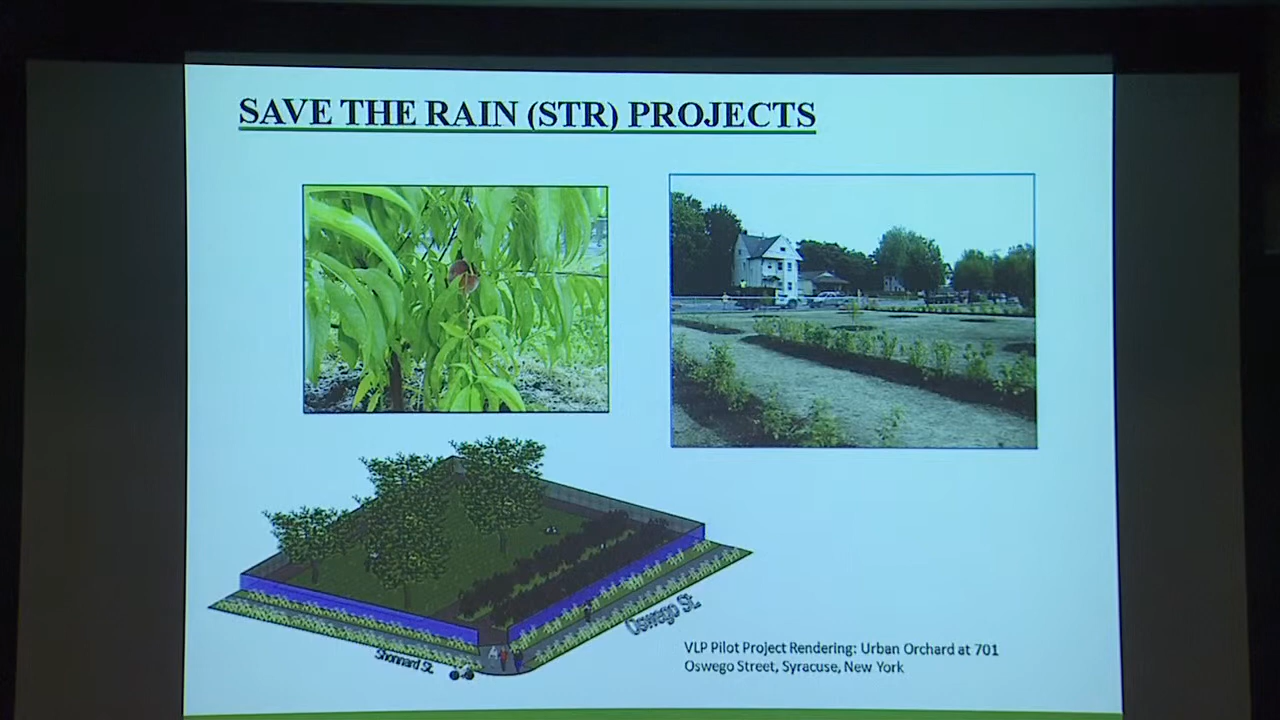 SAVE THE RAIN (STR) PROJECTS
Oswego St.
Shonnard St.
VLP Pilot Project Rendering: Urban Orchard at 701
Oswego Street, Syracuse, New York